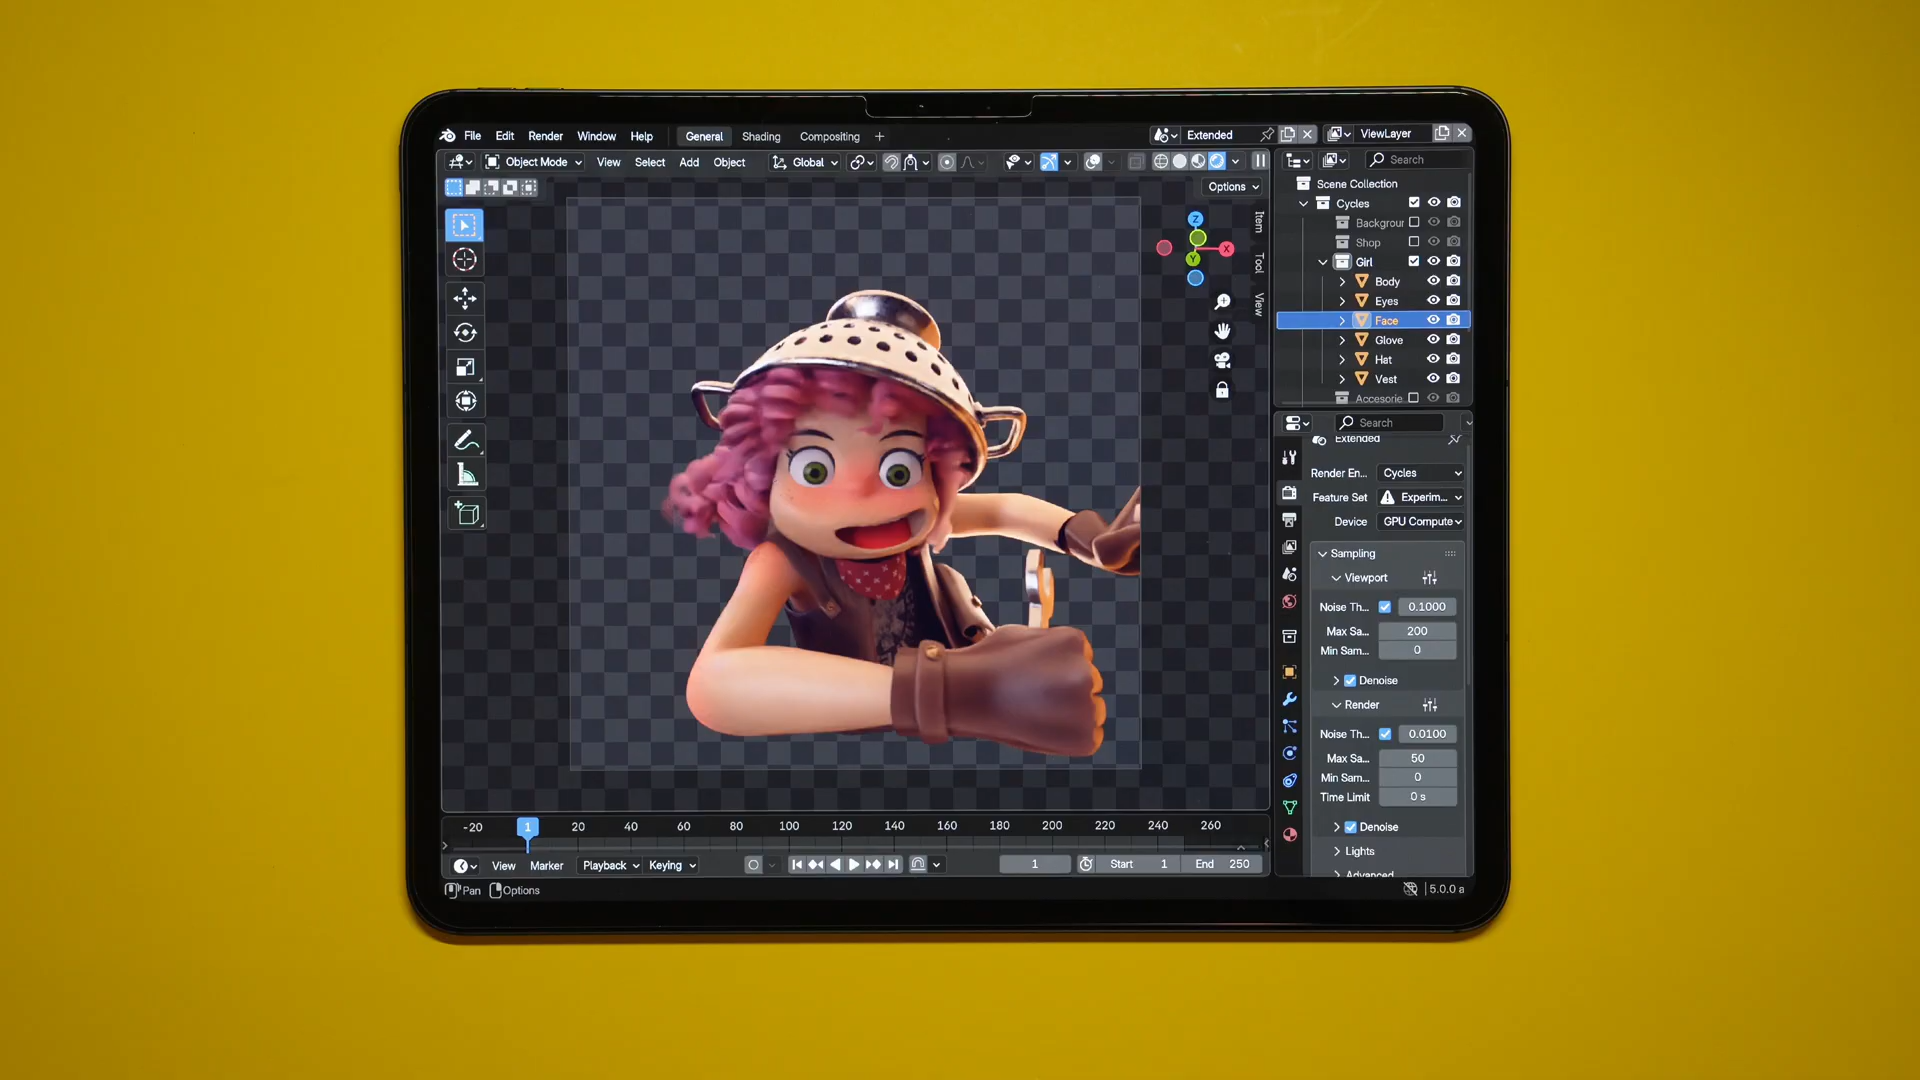 File Edit Render Window Help General Shading Compositing + Extended ViewLayer
Object Mode View Select Add Object Global Search
Options
Z
X
Y
Item
Tool
View
Scene Collection
Cycles
Backgrour
Shop
Girl
Body
Eyes
Face
Glove
Hat
Vest
Accesorie
Search
Extended
Render En... Cycles
Feature Set Experim...
Device GPU Compute
Sampling
Viewport
Noise Th... 0.1000
Max Sa... 200
Min Sam... 0
Denoise
Render
Noise Th... 0.0100
Max Sa... 50
Min Sam... 0
Time Limit 0 s
Denoise
Lights
Advanced
-20 1 20 40 60 80 100 120 140 160 180 200 220 240 260
View Marker Playback Keying 1 Start 1 End 250
Pan Options 5.0.0 a